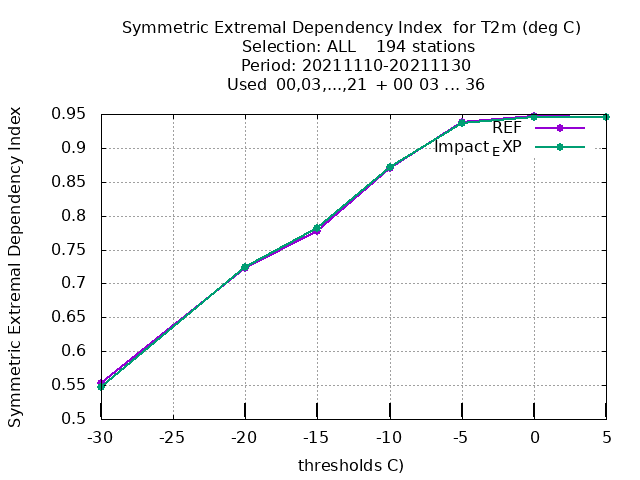 Symmetric Extremal Dependency Index  for T2m (deg C)
Selection: ALL    194 stations
Period: 20211110-20211130
Used  00,03,...,21  + 00 03 ... 36
Symmetric Extremal Dependency Index
0.95
0.9
0.85
0.8
0.75
0.7
0.65
0.6
0.55
0.5
REF
Impact_EXP
-30 -25 -20 -15 -10 -5 0 5
thresholds C)